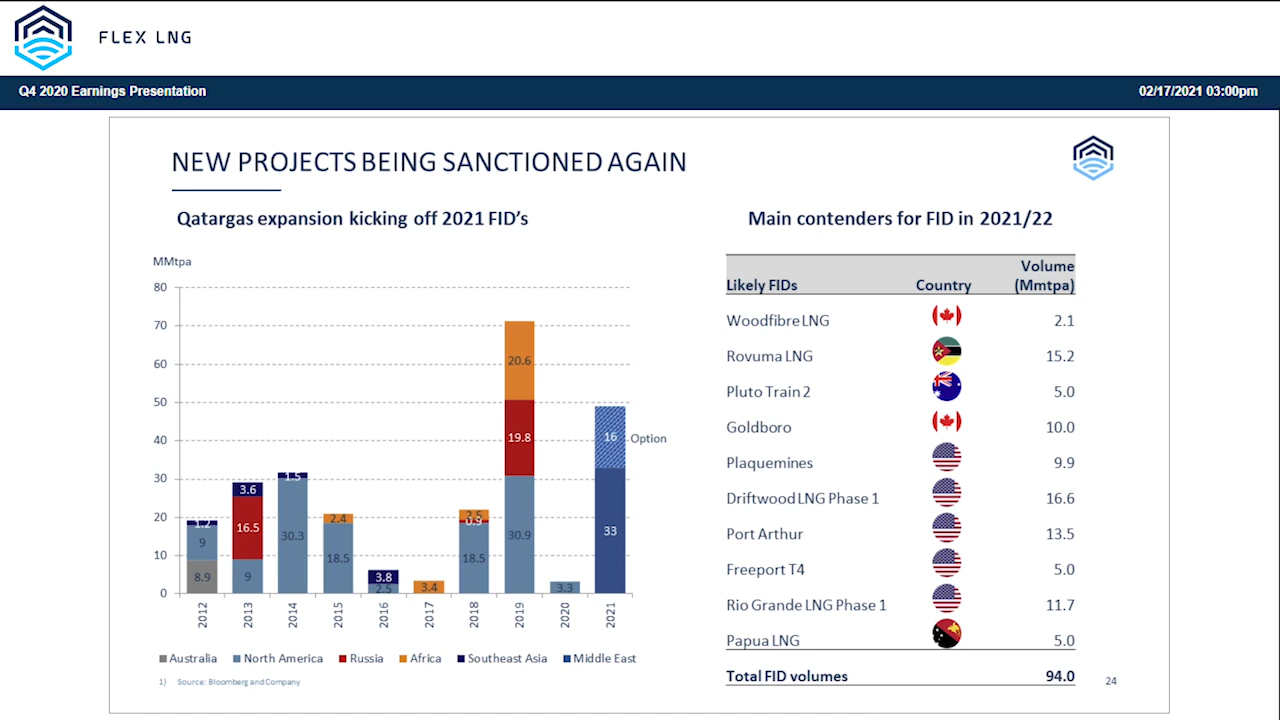 FLEX LNG
Q4 2020 Earnings Presentation
02/17/2021 03:00pm
NEW PROJECTS BEING SANCTIONED AGAIN
Qatargas expansion kicking off 2021 FID's
MMtpa
80
70
60
50
40
30
20
10
0
8.9
9
1.2
9
16.5
3.6
30.3
1.5
18.5
2.4
2.5
3.8
3.4
18.5
0.9
2.5
30.9
19.8
20.6
3.3
33
16
Option
2012
2013
2014
2015
2016
2017
2018
2019
2020
2021
Australia
North America
Russia
Africa
Southeast Asia
Middle East
1) Source: Bloomberg and Company
Main contenders for FID in 2021/22
Likely FIDs Country Volume
(Mmtpa)
Woodfibre LNG 2.1
Rovuma LNG 15.2
Pluto Train 2 5.0
Goldboro 10.0
Plaquemines 9.9
Driftwood LNG Phase 1 16.6
Port Arthur 13.5
Freeport T4 5.0
Rio Grande LNG Phase 1 11.7
Papua LNG 5.0
Total FID volumes 94.0
24